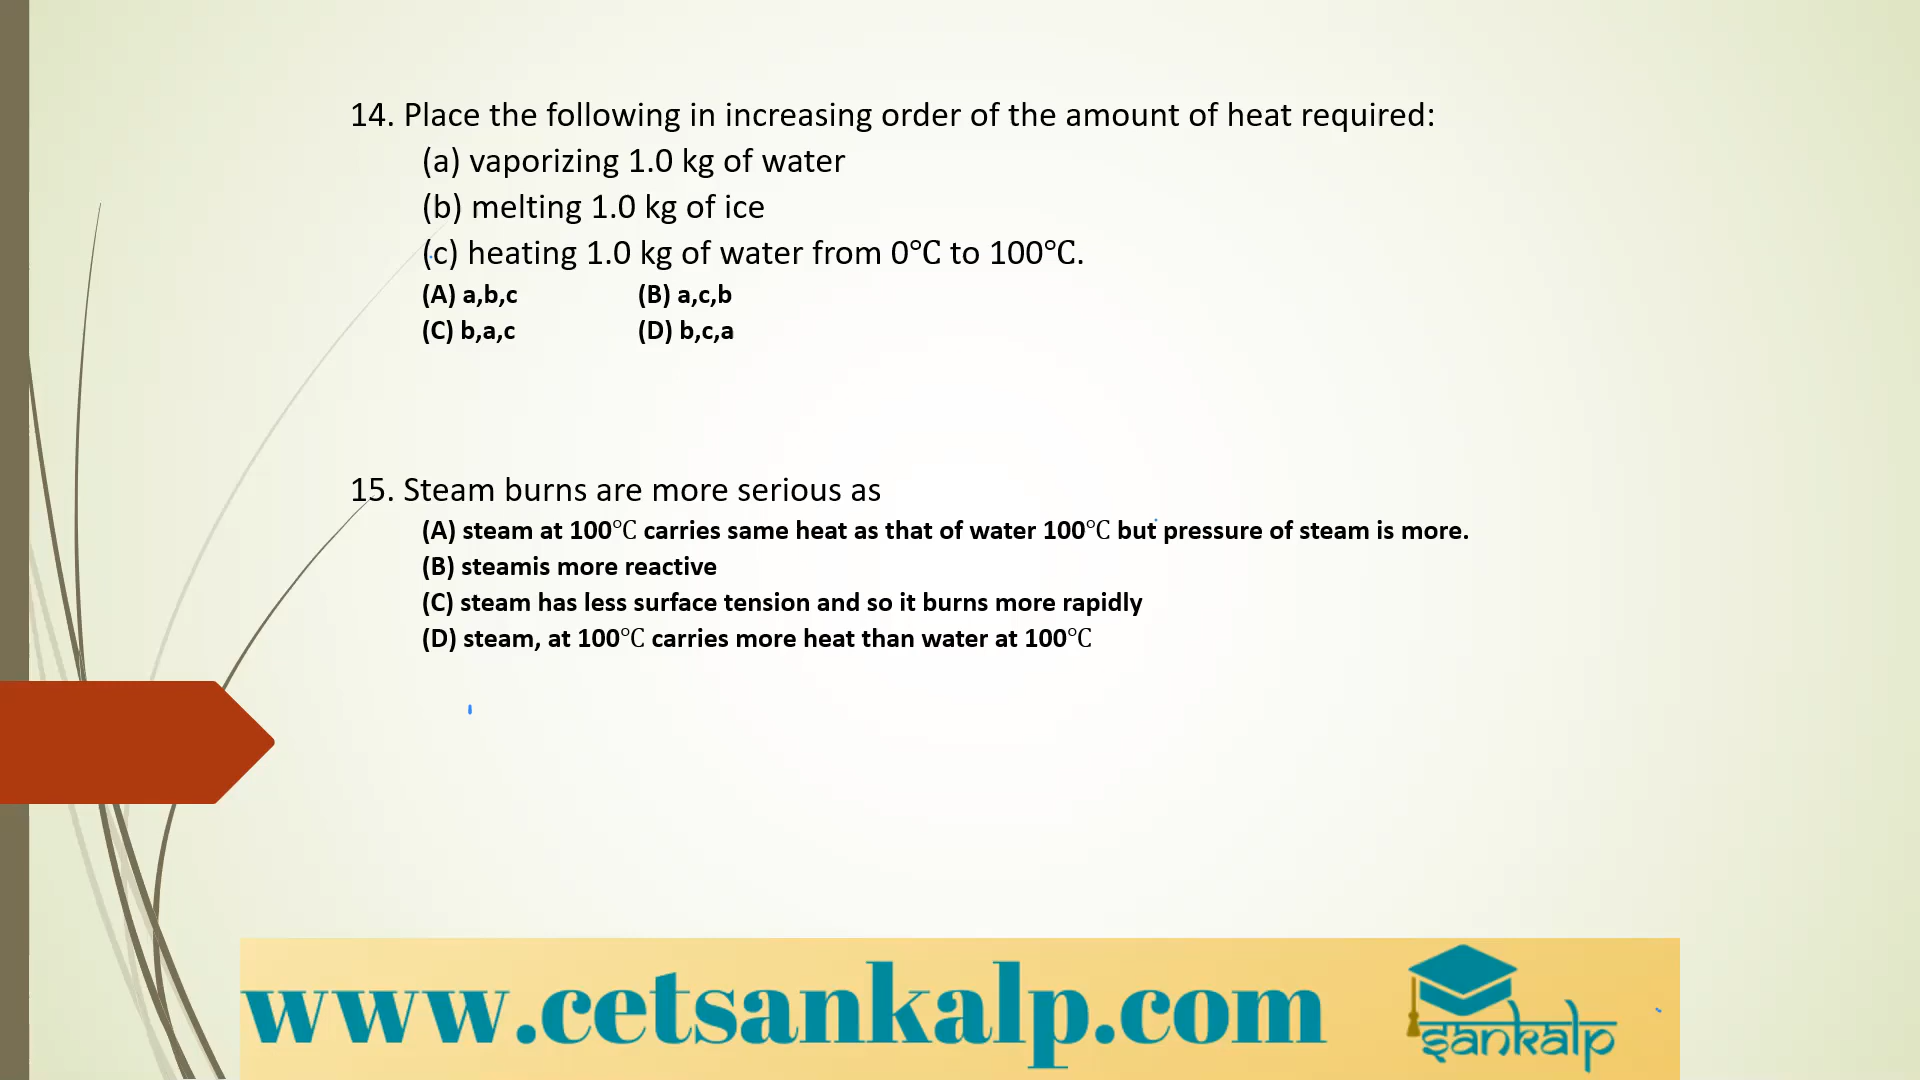 14. Place the following in increasing order of the amount of heat required:
(a) vaporizing 1.0 kg of water
(b) melting 1.0 kg of ice
(c) heating 1.0 kg of water from 0°C to 100°C.
(A) a,b,c (B) a,c,b
(C) b,a,c (D) b,c,a
15. Steam burns are more serious as
(A) steam at 100°C carries same heat as that of water 100°C but pressure of steam is more.
(B) steamis more reactive
(C) steam has less surface tension and so it burns more rapidly
(D) steam, at 100°C carries more heat than water at 100°C
www.cetsankalp.com
sankalp